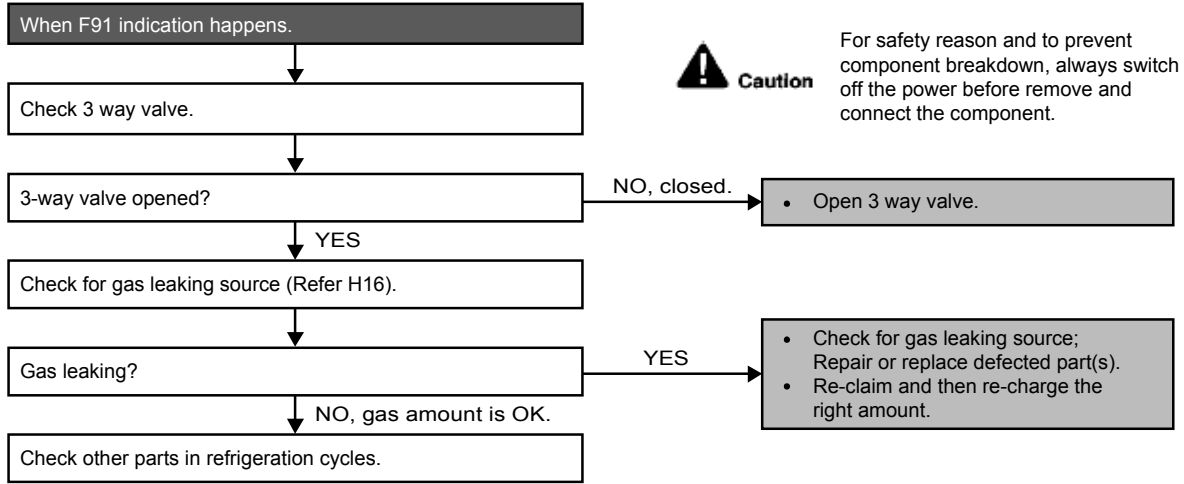 When F91 indication happens.
Caution
For safety reason and to prevent
component breakdown, always switch
off the power before remove and
connect the component.
Check 3 way valve.
3-way valve opened?
NO, closed.
• Open 3 way valve.
YES
Check for gas leaking source (Refer H16).
Gas leaking?
YES
• Check for gas leaking source;
Repair or replace defected part(s).
• Re-claim and then re-charge the
right amount.
NO, gas amount is OK.
Check other parts in refrigeration cycles.